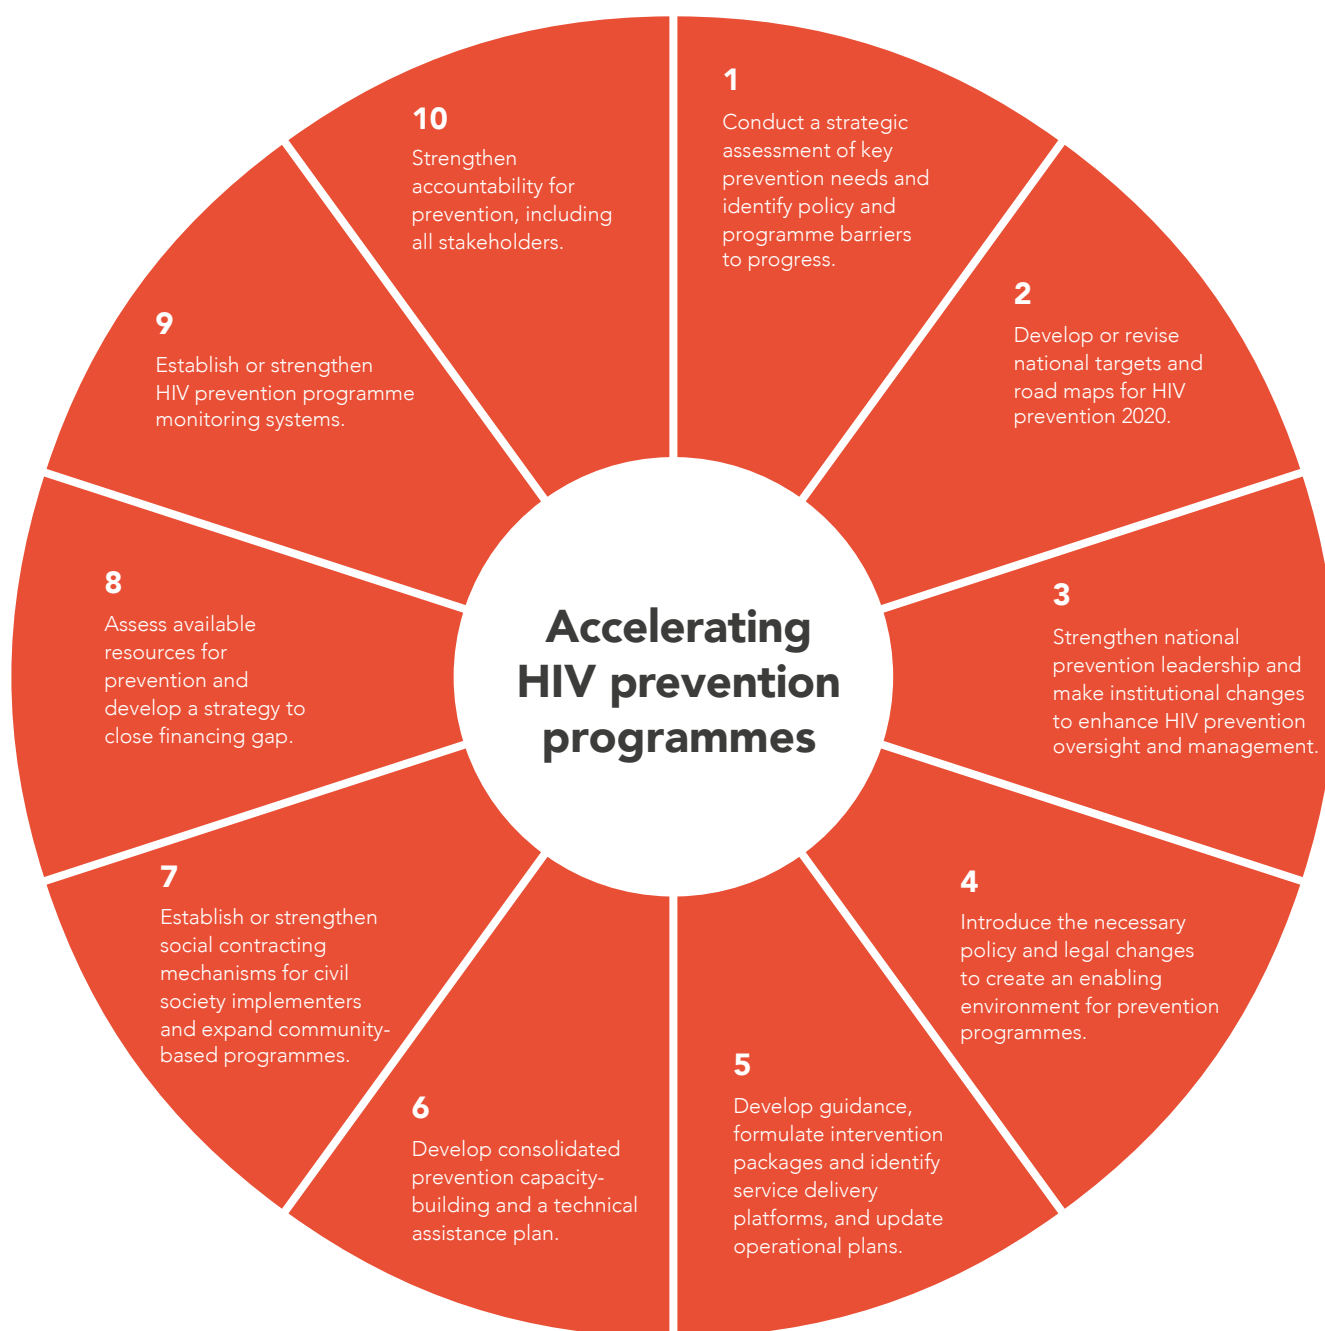 Accelerating
HIV prevention
programmes
1
Conduct a strategic
assessment of key
prevention needs and
identify policy and
programme barriers
to progress.
2
Develop or revise
national targets and
road maps for HIV
prevention 2020.
3
Strengthen national
prevention leadership and
make institutional changes
to enhance HIV prevention
oversight and management.
4
Introduce the necessary
policy and legal changes
to create an enabling
environment for prevention
programmes.
5
Develop guidance,
formulate intervention
packages and identify
service delivery
platforms, and update
operational plans.
6
Develop consolidated
prevention capacity-
building and a technical
assistance plan.
7
Establish or strengthen
social contracting
mechanisms for civil
society implementers
and expand community-
based programmes.
8
Assess available
resources for
prevention and
develop a strategy to
close financing gap.
9
Establish or strengthen
HIV prevention programme
monitoring systems.
10
Strengthen
accountability for
prevention, including
all stakeholders.